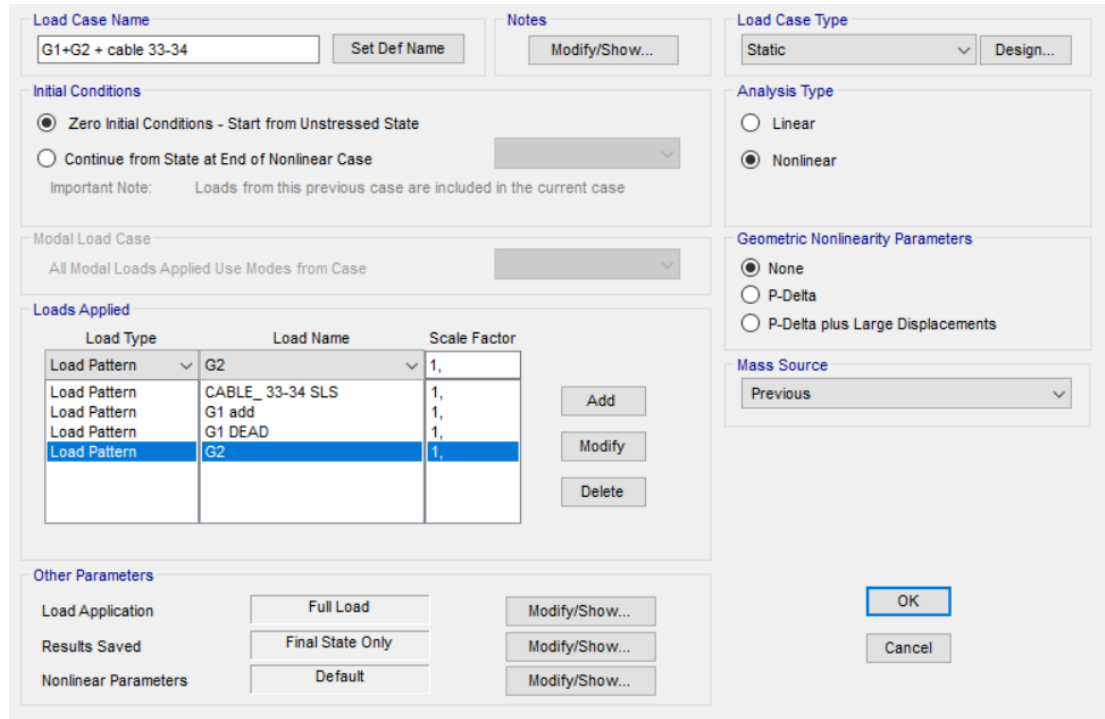 Load Case Name
G1+G2 + cable 33-34
Set Def Name
Notes
Modify/Show...
Load Case Type
Static
Design...
Initial Conditions
Zero Initial Conditions - Start from Unstressed State
Continue from State at End of Nonlinear Case
Important Note: Loads from this previous case are included in the current case
Analysis Type
Linear
Nonlinear
Modal Load Case
All Modal Loads Applied Use Modes from Case
Geometric Nonlinearity Parameters
None
P-Delta
P-Delta plus Large Displacements
Loads Applied
Load Type Load Name Scale Factor
Load Pattern G2 1,
Load Pattern CABLE_ 33-34 SLS 1,
Load Pattern G1 add 1,
Load Pattern G1 DEAD 1,
Load Pattern G2 1,
Add
Modify
Delete
Mass Source
Previous
Other Parameters
Load Application Full Load Modify/Show...
Results Saved Final State Only Modify/Show...
Nonlinear Parameters Default Modify/Show...
OK
Cancel